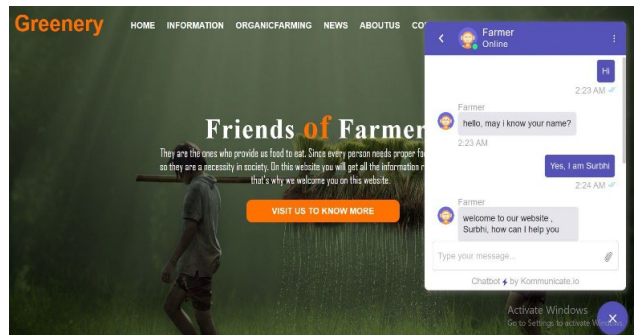 Greenery
HOME INFORMATION ORGANICFARMING NEWS ABOUTUS
Friends of Farmer
They are the ones who provide us food to eat. Since every person needs proper
so they are a necessity in society. On this website you will get all the information
that's why we welcome you on this website.
VISIT US TO KNOW MORE
Farmer
Online
Hi
2:23 AM
Farmer
hello, may i know your name?
2:23 AM
Yes, I am Surbhi
2:24 AM
Farmer
welcome to our website ,
Surbhi, how can I help you
Type your message...
Chatbot by Kommunicate.io
Activate Windows
Go to Settings to activate